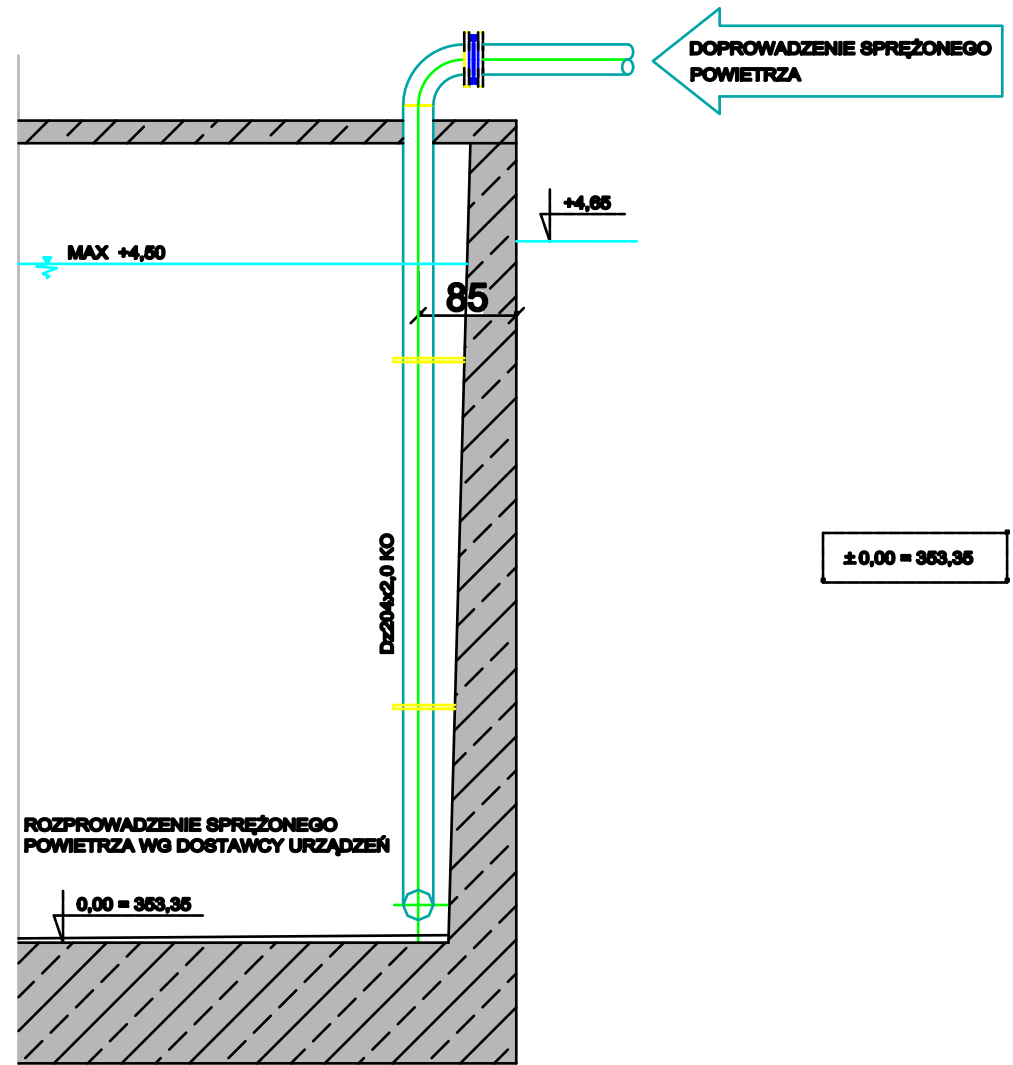 DOPROWADZENIE SPRĘŻONEGO
POWIETRZA
+4,65
MAX +4,50
85
Dz204x2,0 KO
±0,00 = 353,35
ROZPROWADZENIE SPRĘŻONEGO
POWIETRZA WG DOSTAWCY URZĄDZEŃ
0,00 = 353,35